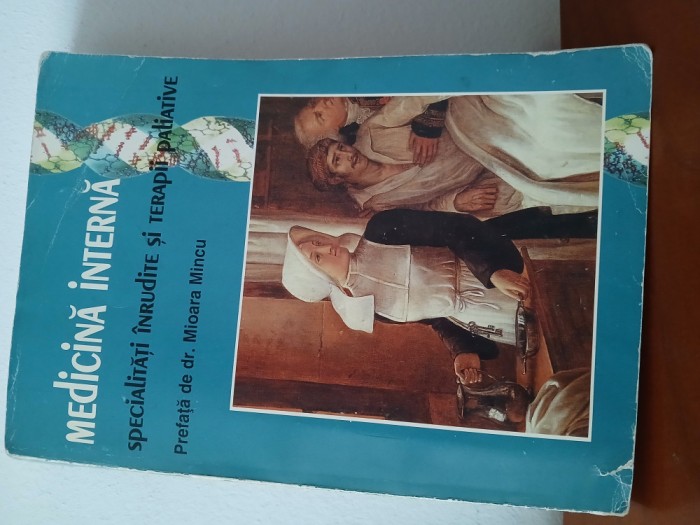 MEDICINĂ INTERNĂ
SPECIALITĂȚI ÎNRUDITE ȘI TERAPII PALIATIVE
Prefață de dr. Mioara Mincu